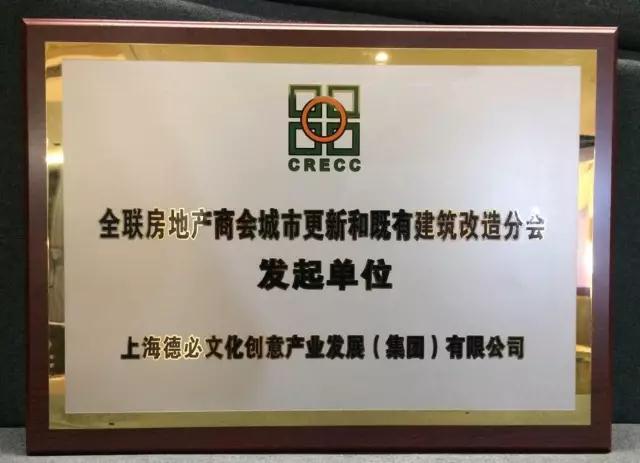 CRECC
全联房地产商会城市更新和既有建筑改造分会
发起单位
上海德必文化创意产业发展（集团）有限公司